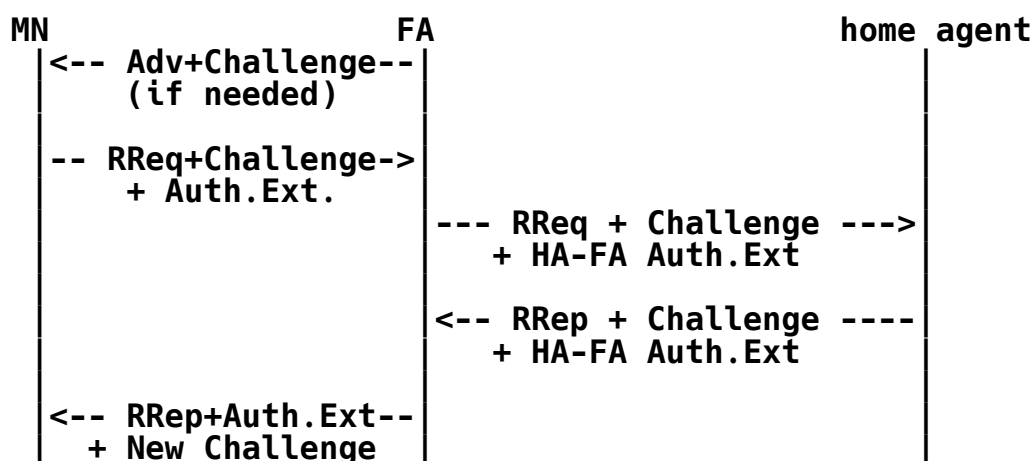 MN FA home agent
|<-- Adv+Challenge--| |
| (if needed) | |
| | |
|-- RReq+Challenge->| |
| + Auth.Ext. | |
| |--- RReq + Challenge --->|
| | + HA-FA Auth.Ext |
| | |
| |<-- RRep + Challenge ----|
| | + HA-FA Auth.Ext |
| | |
|<-- RRep+Auth.Ext--| |
| + New Challenge | |